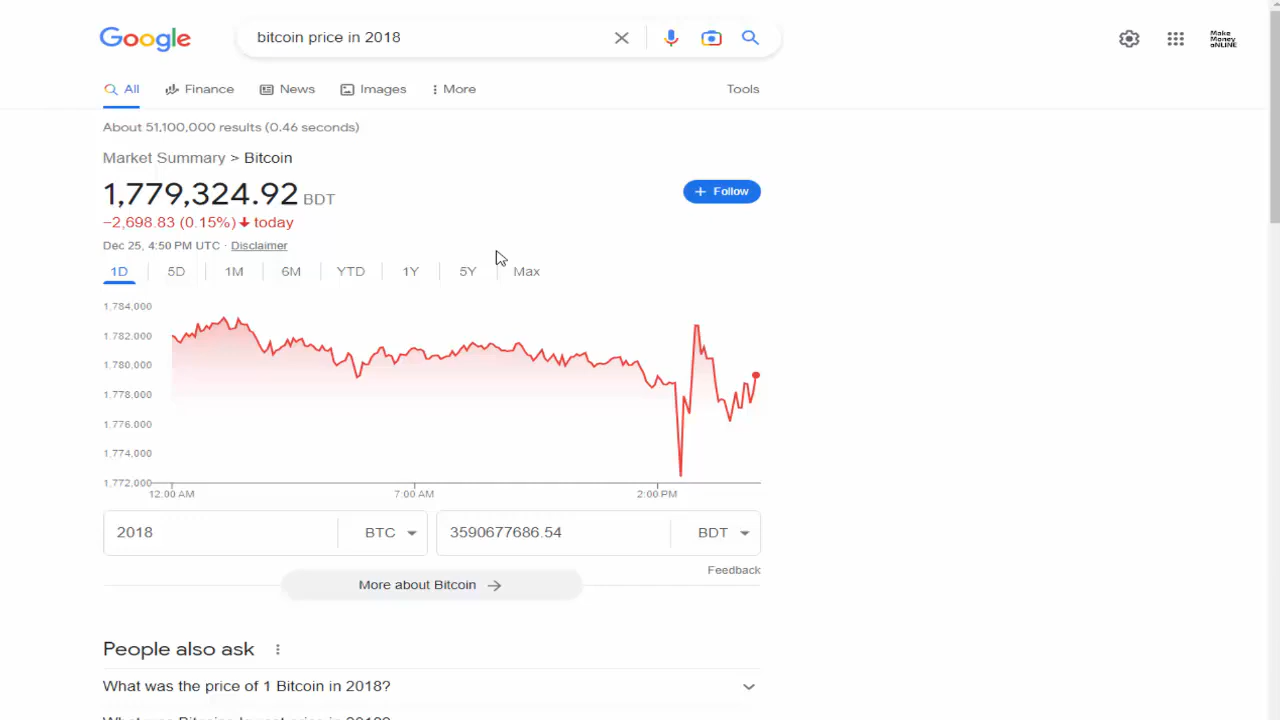 Google
bitcoin price in 2018
Make Money oNLINE
All
Finance
News
Images
More
Tools
About 51,100,000 results (0.46 seconds)
Market Summary > Bitcoin
1,779,324.92 BDT
+ Follow
−2,698.83 (0.15%) today
Dec 25, 4:50 PM UTC · Disclaimer
1D
5D
1M
6M
YTD
1Y
5Y
Max
1,784,000
1,782,000
1,780,000
1,778,000
1,776,000
1,774,000
1,772,000
12:00 AM
7:00 AM
2:00 PM
2018
BTC
3590677686.54
BDT
Feedback
More about Bitcoin
People also ask
What was the price of 1 Bitcoin in 2018?